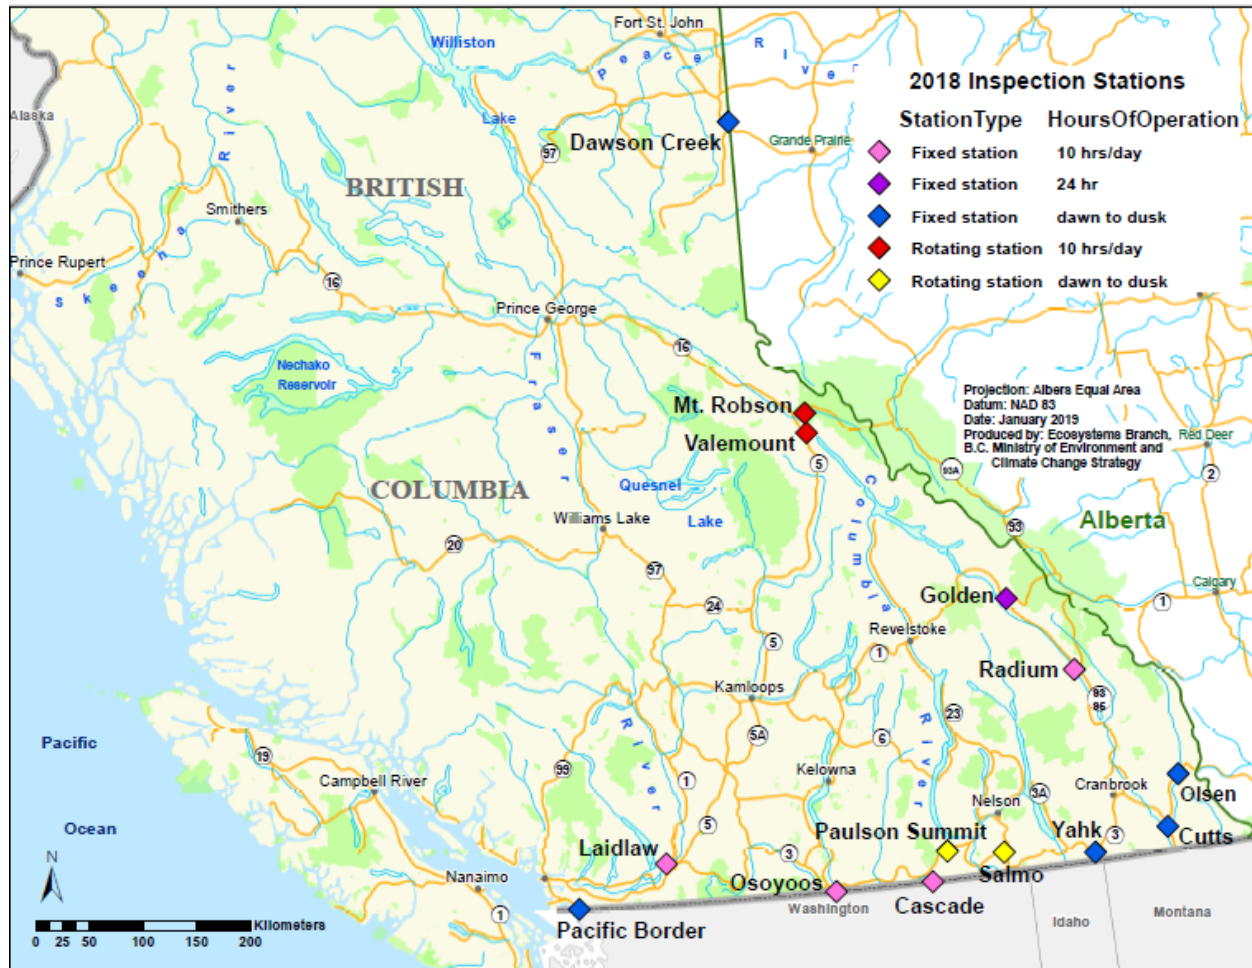 Fort St. John
Williston
Peace River
2018 Inspection Stations
StationType HoursOfOperation
Fixed station 10 hrs/day
Fixed station 24 hr
Fixed station dawn to dusk
Rotating station 10 hrs/day
Rotating station dawn to dusk
Alaska
Lake
Dawson Creek
Grande Prairie
97
BRITISH
Smithers
Skeena River
Prince Rupert
16
Prince George
16
Nechako
Reservoir
Fraser River
Mt. Robson
Valemount
Projection: Albers Equal Area
Datum: NAD 83
Date: January 2019
Produced by: Ecosystems Branch,
B.C. Ministry of Environment and
Climate Change Strategy
Red Deer
2
5
93A
COLUMBIA
Quesnel
Lake
Columbia River
Williams Lake
Alberta
93
20
97
24
Golden
Calgary
1
5
Revelstoke
1
Radium
Kamloops
93
95
23
5A
6
Pacific
Ocean
19
99
Campbell River
Kelowna
1
Cranbrook
Olsen
Nelson
3A
5
Paulson Summit
Yahk
3
Cutts
Laidlaw
3
Salmo
N
Nanaimo
Osoyoos
Cascade
Washington
Idaho
Montana
1
Pacific Border
Kilometers
0 25 50 100 150 200